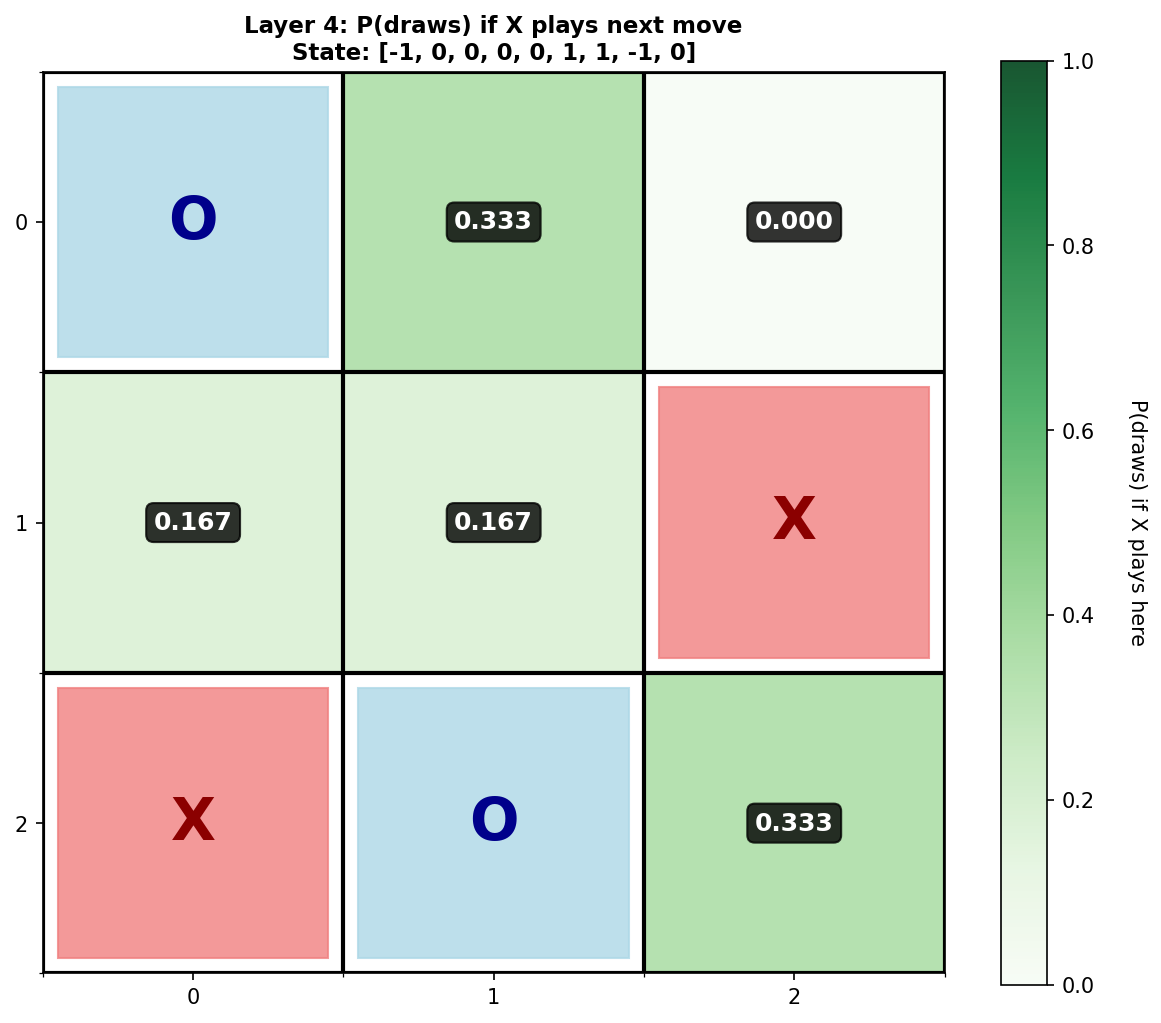 Layer 4: P(draws) if X plays next move
State: [-1, 0, 0, 0, 0, 1, 1, -1, 0]
0
O
0.333
0.000
1
0.167
0.167
X
2
X
O
0.333
0
1
2
1.0
0.8
0.6
0.4
0.2
0.0
P(draws) if X plays here